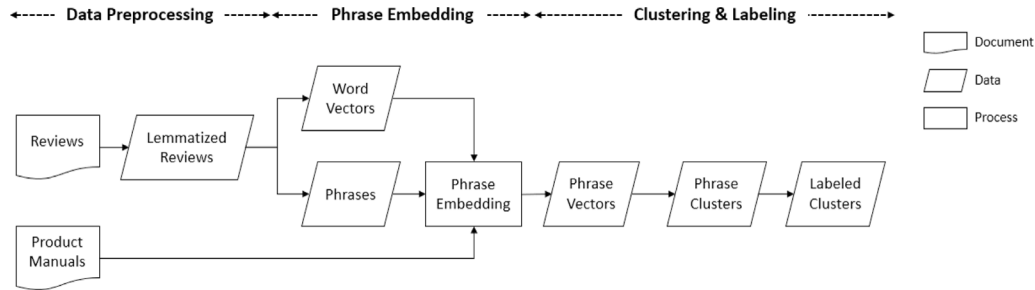 Data Preprocessing
Phrase Embedding
Clustering & Labeling
Document
Data
Process
Word
Vectors
Reviews
Lemmatized
Reviews
Phrases
Phrase
Embedding
Phrase
Vectors
Phrase
Clusters
Labeled
Clusters
Product
Manuals